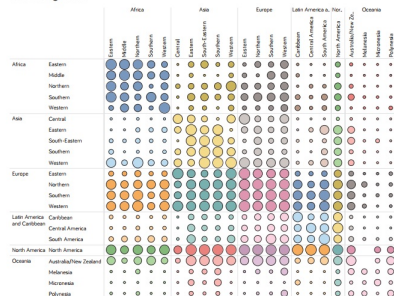 Africa Asia Europe Latin America a.. Nor.. Oceania
Eastern Middle Northern Southern Western Central Eastern South-Eastern Southern Western Eastern Northern Southern Western Caribbean Central America South America North America Australia/New Ze.. Melanesia Micronesia Polynesia
Africa Eastern
Middle
Northern
Southern
Western
Asia Central
Eastern
South-Eastern
Southern
Western
Europe Eastern
Northern
Southern
Western
Latin America Caribbean
and Caribbean Central America
South America
North America North America
Oceania Australia/New Zealand
Melanesia
Micronesia
Polynesia